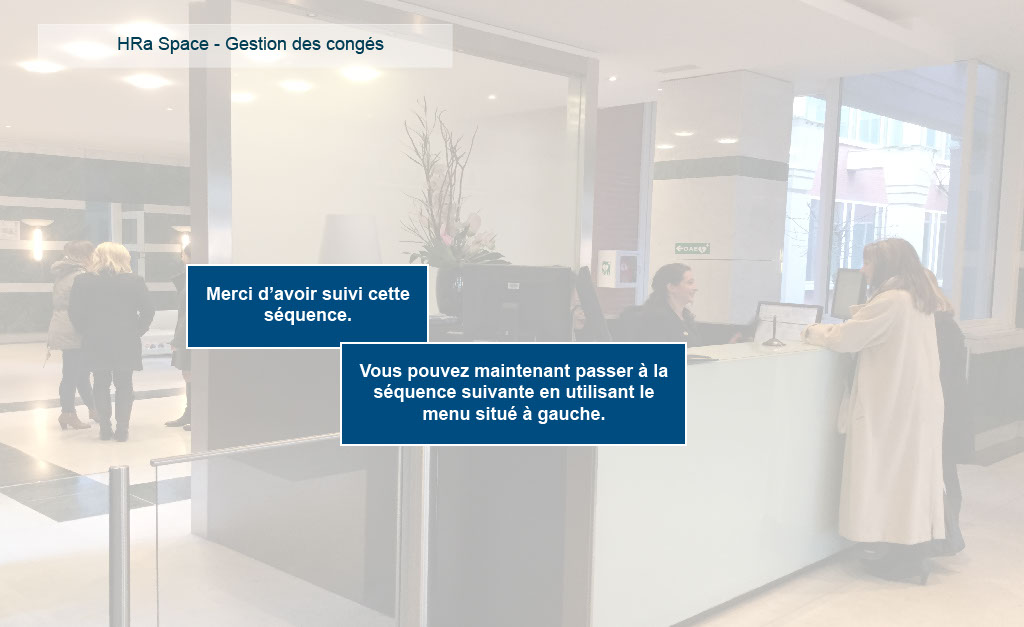 HRa Space - Gestion des congés
Merci d’avoir suivi cette
séquence.
Vous pouvez maintenant passer à la
séquence suivante en utilisant le
menu situé à gauche.